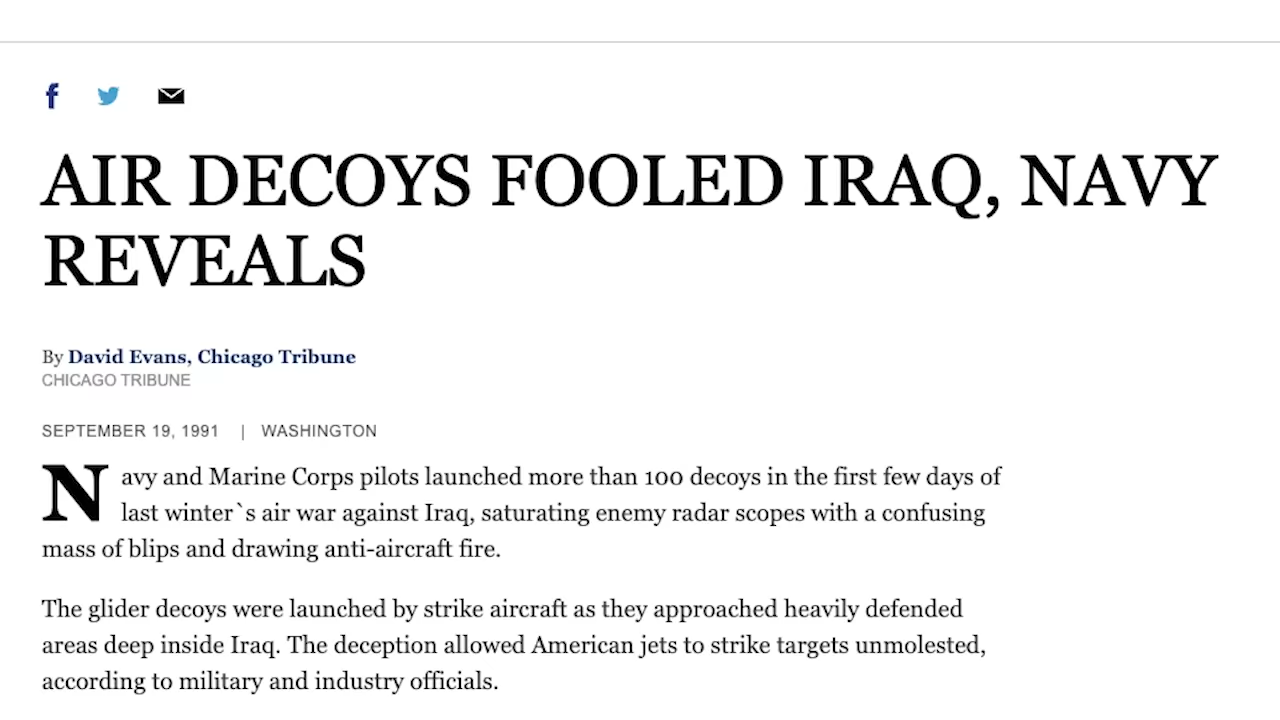 AIR DECOYS FOOLED IRAQ, NAVY
REVEALS
By David Evans, Chicago Tribune
CHICAGO TRIBUNE
SEPTEMBER 19, 1991 | WASHINGTON
Navy and Marine Corps pilots launched more than 100 decoys in the first few days of
last winter`s air war against Iraq, saturating enemy radar scopes with a confusing
mass of blips and drawing anti-aircraft fire.
The glider decoys were launched by strike aircraft as they approached heavily defended
areas deep inside Iraq. The deception allowed American jets to strike targets unmolested,
according to military and industry officials.